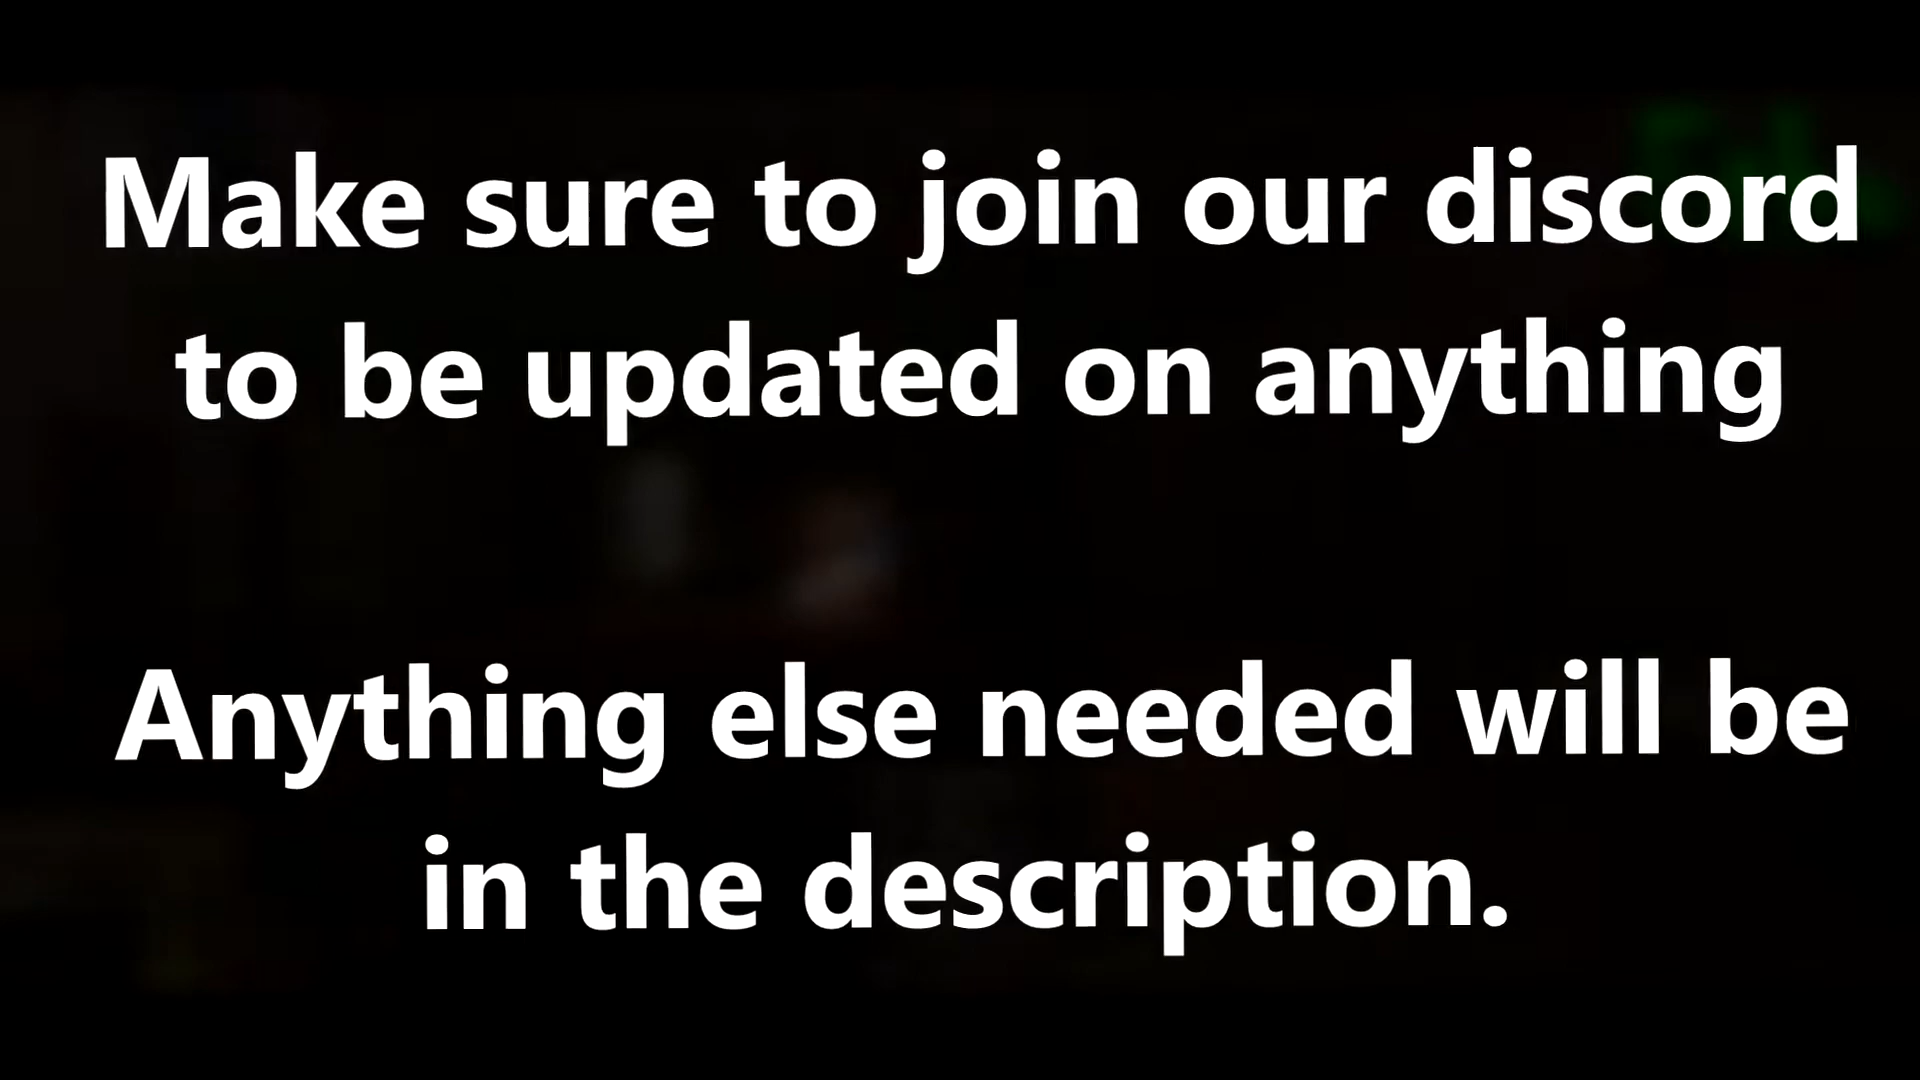 Make sure to join our discord
to be updated on anything
Anything else needed will be
in the description.